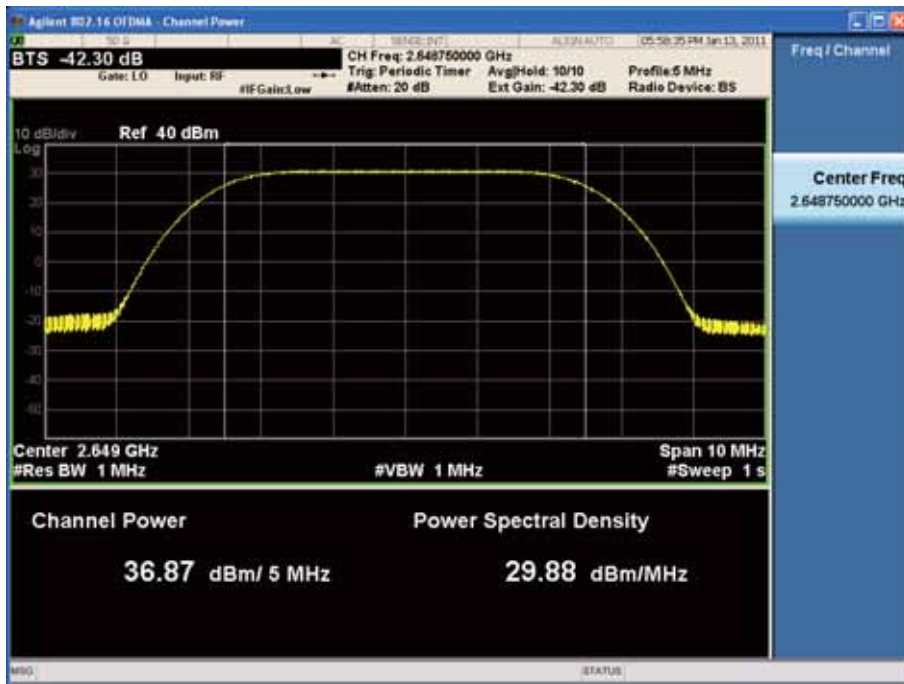 Agilent 802.16 OFDMA - Channel Power
50 Ω AC SENSE:INT ALIGN AUTO 05:58:35 PM Jan 13, 2011
BTS -42.30 dB
Gate: LO Input: RF
#IFGain:Low
CH Freq: 2.648750000 GHz
Trig: Periodic Timer Avg|Hold: 10/10 Profile:5 MHz
#Atten: 20 dB Ext Gain: -42.30 dB Radio Device: BS
Freq / Channel
Center Freq
2.648750000 GHz
10 dB/div Ref 40 dBm
Log
30
20
10
0
-10
-20
-30
-40
Center 2.649 GHz Span 10 MHz
#Res BW 1 MHz #VBW 1 MHz #Sweep 1 s
Channel Power Power Spectral Density
36.87 dBm/ 5 MHz 29.88 dBm/MHz
MSG STATUS